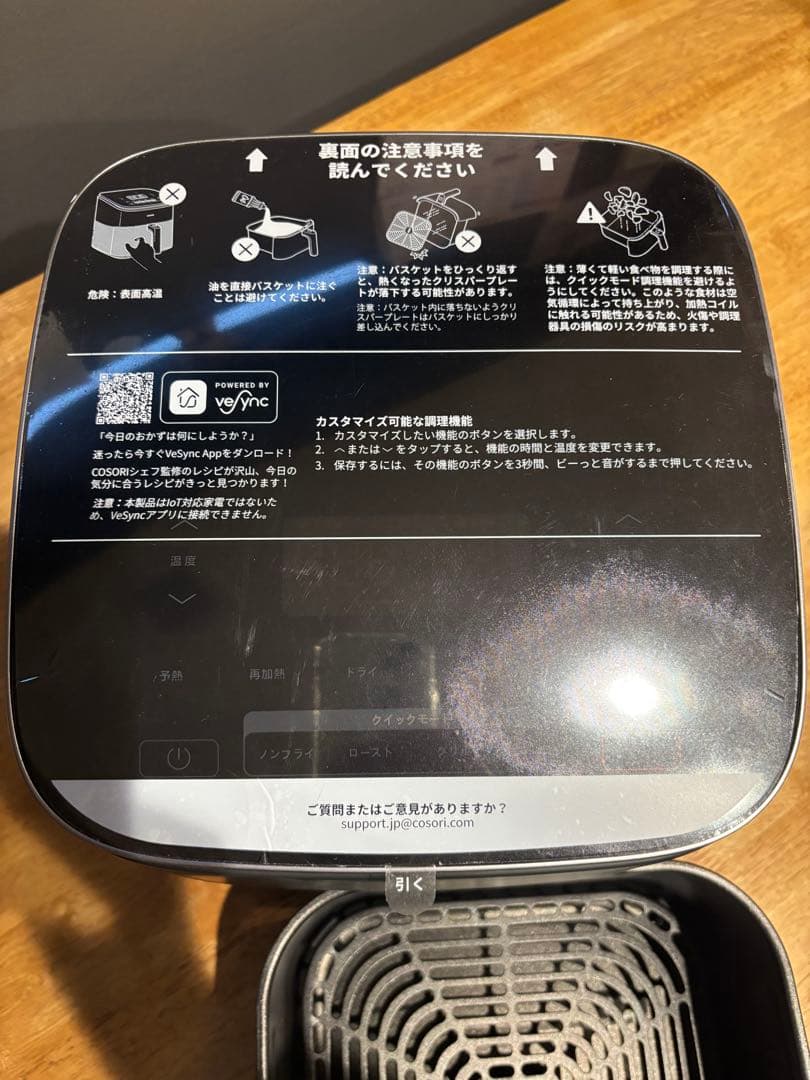 裏面の注意事項を
読んでください
危険：表面高温
油を直接バスケットに注ぐ
ことは避けてください。
注意：バスケットをひっくり返す
と、熱くなったクリスパープレー
トが落下する可能性があります。
注意：バスケット内に落ちないようクリ
スパープレートはバスケットにしっかり
差し込んでください。
注意：薄くて軽い食べ物を調理する際に
は、クイックモード調理機能を避けるよ
うにしてください。このような食材は空
気循環によって持ち上がり、加熱コイル
に触れる可能性があるため、火傷や調理
器具の損傷のリスクが高まります。
POWERED BY
veSync
「今日のおかずは何にしようか？」
迷ったら今すぐVeSync Appをダンロード！
COSORIシェフ監修のレシピが沢山、今日の
気分に合うレシピがきっと見つかります！
注意：本製品はIoT対応家電ではないた
め、VeSyncアプリに接続できません。
カスタマイズ可能な調理機能
1. カスタマイズしたい機能のボタンを選択します。
2. ︿または﹀をタップすると、機能の時間と温度を変更できます。
3. 保存するには、その機能のボタンを3秒間、ビーっと音がするまで押してください。
温度
予熱 再加熱 ドライ
クイックモード
ノンフライ ロースト
ご質問またはご意見がありますか？
support.jp@cosori.com
引く